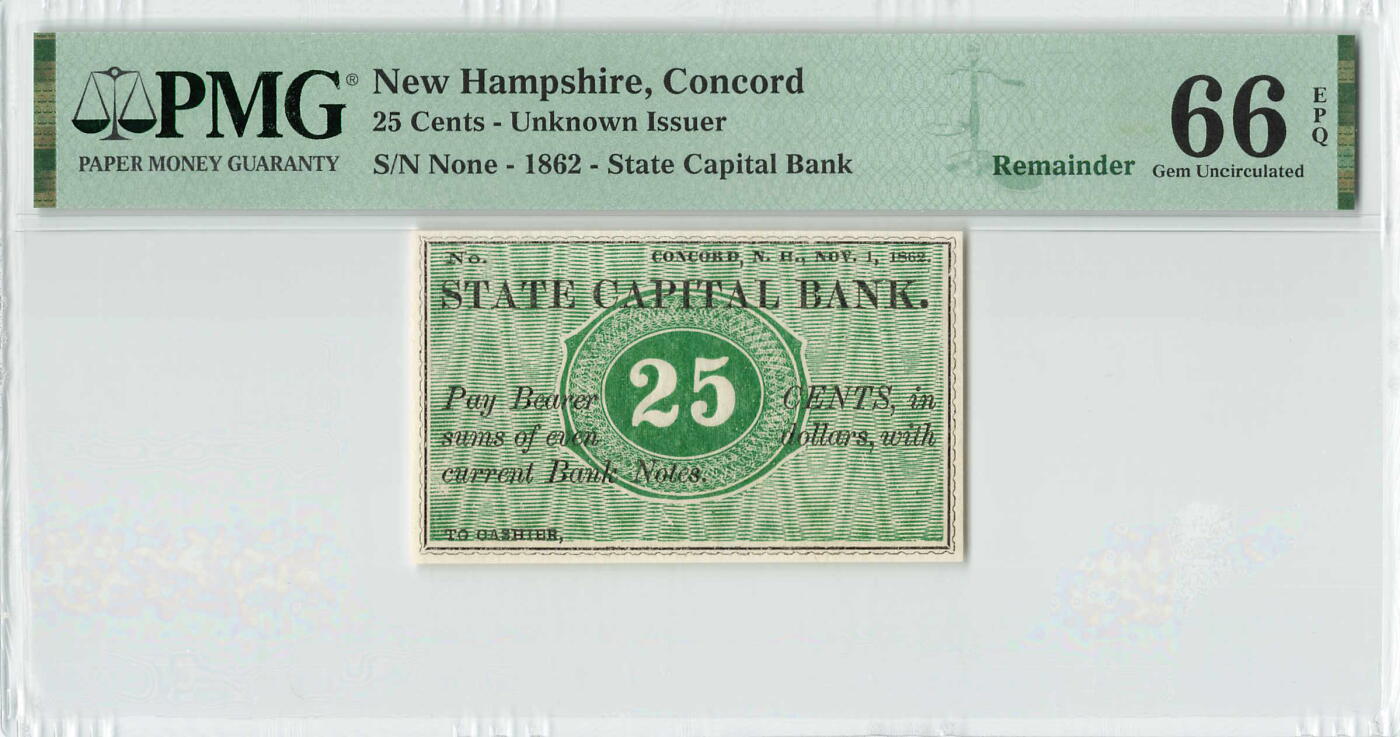 PMG®
PAPER MONEY GUARANTY
New Hampshire, Concord
25 Cents - Unknown Issuer
S/N None - 1862 - State Capital Bank
Remainder
66
EPQ
Gem Uncirculated
No. CONCORD, N. H., NOV. 1, 1862.
STATE CAPITAL BANK.
25
Pay Bearer CENTS, in
sums of even dollars, with
current Bank Notes.
TO CASHIER,